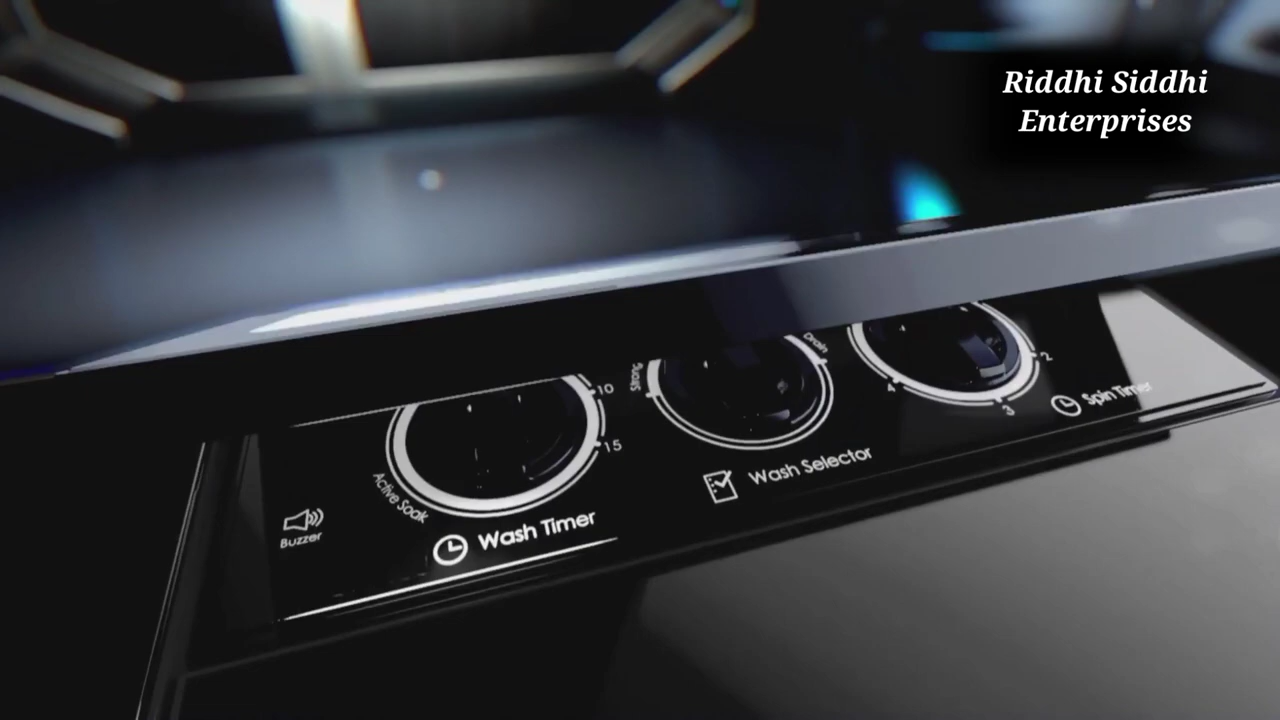 Riddhi Siddhi
Enterprises
Strong
Drain
10
15
2
3
4
Spin Timer
Active Soak
Wash Selector
Buzzer
Wash Timer